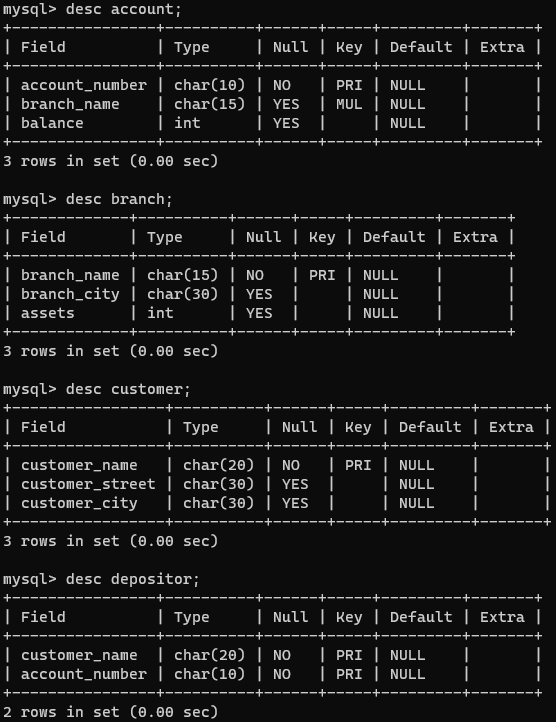 mysql> desc account;
+----------------+----------+------+-----+---------+-------+
| Field          | Type     | Null | Key | Default | Extra |
+----------------+----------+------+-----+---------+-------+
| account_number | char(10) | NO   | PRI | NULL    |       |
| branch_name    | char(15) | YES  | MUL | NULL    |       |
| balance        | int      | YES  |     | NULL    |       |
+----------------+----------+------+-----+---------+-------+
3 rows in set (0.00 sec)

mysql> desc branch;
+-------------+----------+------+-----+---------+-------+
| Field       | Type     | Null | Key | Default | Extra |
+-------------+----------+------+-----+---------+-------+
| branch_name | char(15) | NO   | PRI | NULL    |       |
| branch_city | char(30) | YES  |     | NULL    |       |
| assets      | int      | YES  |     | NULL    |       |
+-------------+----------+------+-----+---------+-------+
3 rows in set (0.00 sec)

mysql> desc customer;
+-----------------+----------+------+-----+---------+-------+
| Field           | Type     | Null | Key | Default | Extra |
+-----------------+----------+------+-----+---------+-------+
| customer_name   | char(20) | NO   | PRI | NULL    |       |
| customer_street | char(30) | YES  |     | NULL    |       |
| customer_city   | char(30) | YES  |     | NULL    |       |
+-----------------+----------+------+-----+---------+-------+
3 rows in set (0.00 sec)

mysql> desc depositor;
+----------------+----------+------+-----+---------+-------+
| Field          | Type     | Null | Key | Default | Extra |
+----------------+----------+------+-----+---------+-------+
| customer_name  | char(20) | NO   | PRI | NULL    |       |
| account_number | char(10) | NO   | PRI | NULL    |       |
+----------------+----------+------+-----+---------+-------+
2 rows in set (0.00 sec)